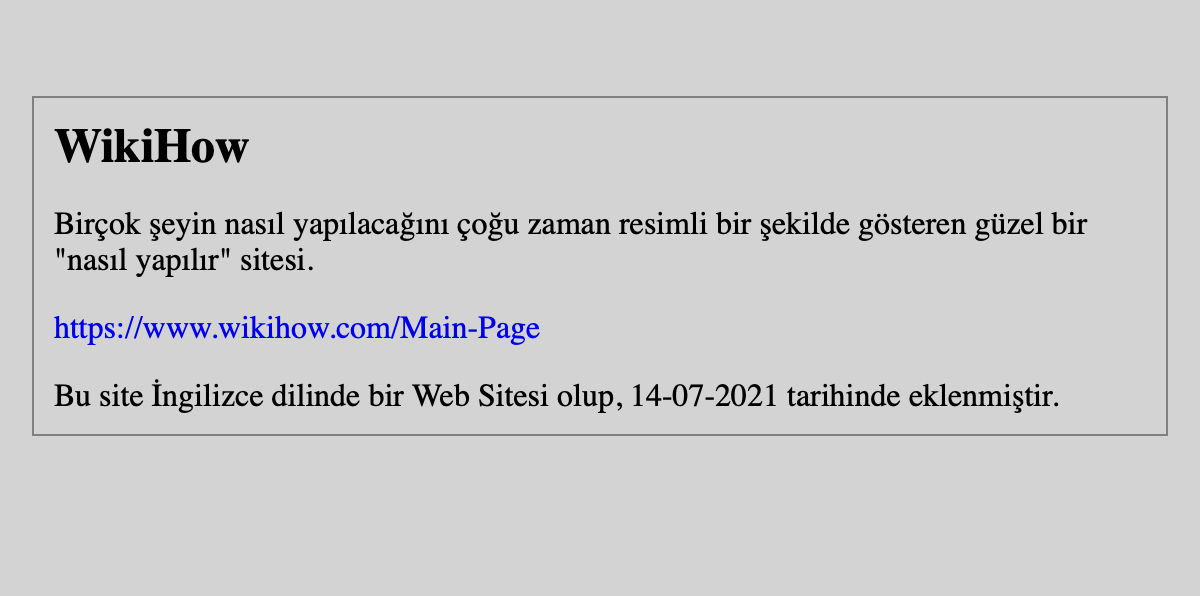 WikiHow
Birçok şeyin nasıl yapılacağını çoğu zaman resimli bir şekilde gösteren güzel bir
"nasıl yapılır" sitesi.
https://www.wikihow.com/Main-Page
Bu site İngilizce dilinde bir Web Sitesi olup, 14-07-2021 tarihinde eklenmiştir.